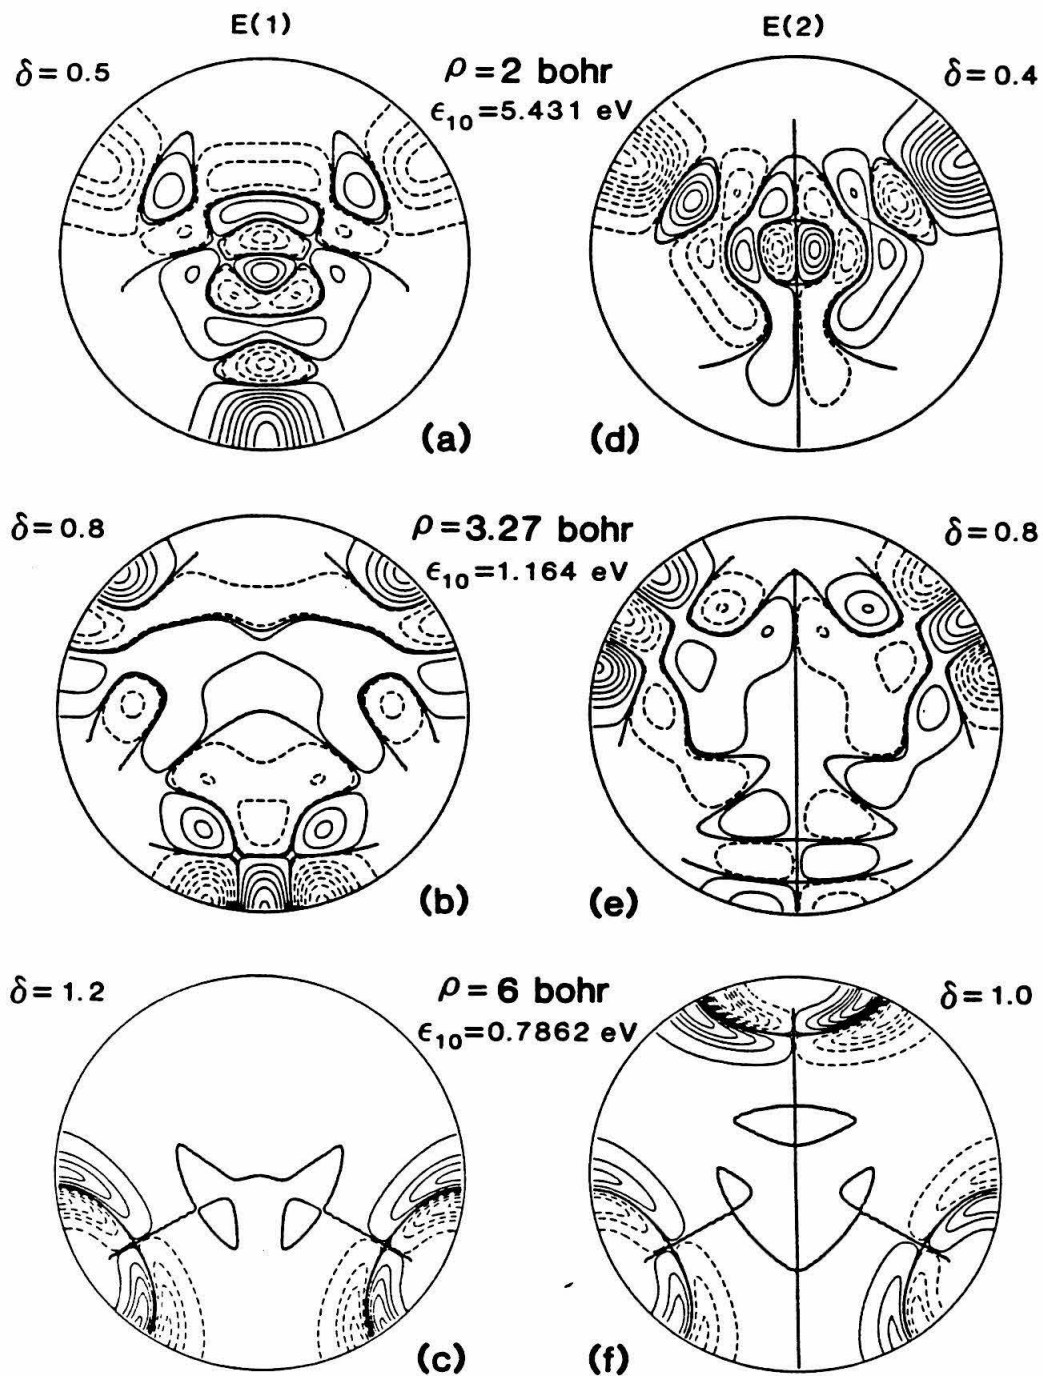 E(1)
E(2)
δ=0.5
ρ=2 bohr
ϵ10=5.431 eV
δ=0.4
(a)
(d)
δ=0.8
ρ=3.27 bohr
ϵ10=1.164 eV
δ=0.8
(b)
(e)
δ=1.2
ρ=6 bohr
ϵ10=0.7862 eV
δ=1.0
(c)
(f)